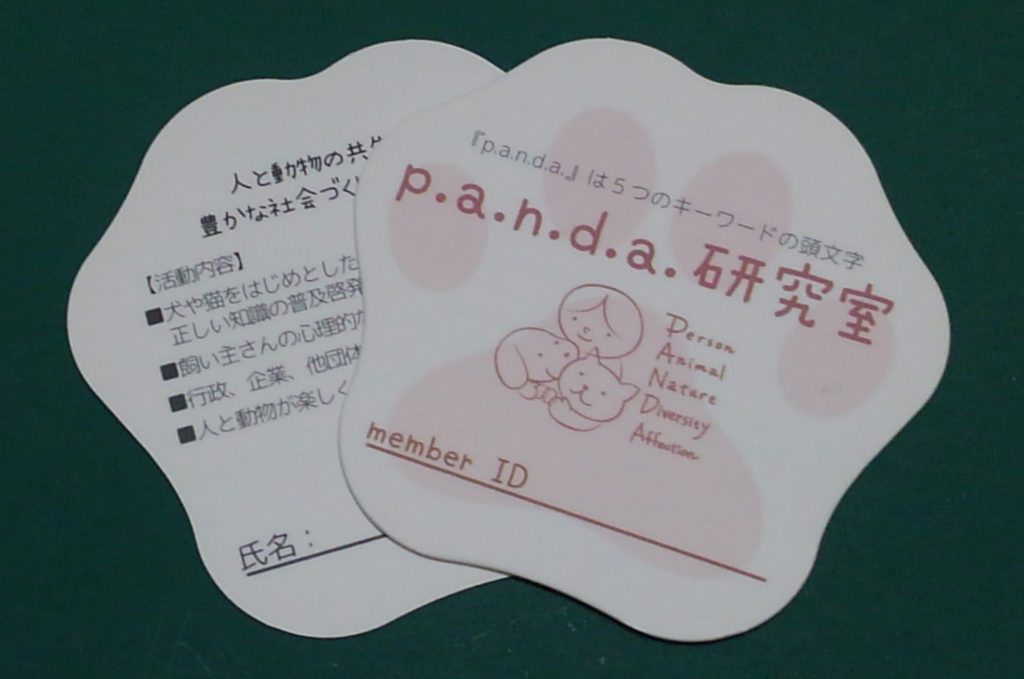 人と動物の共
豊かな社会づく
【活動内容】
■犬や猫をはじめとした
正しい知識の普及啓発
■飼い主さんの心理的
■行政、企業、他団体
■人と動物が楽しく
氏名：
『p.a.n.d.a.』は５つのキーワードの頭文字
p.a.n.d.a.研究室
Person
Animal
Nature
Diversity
Affection
member ID